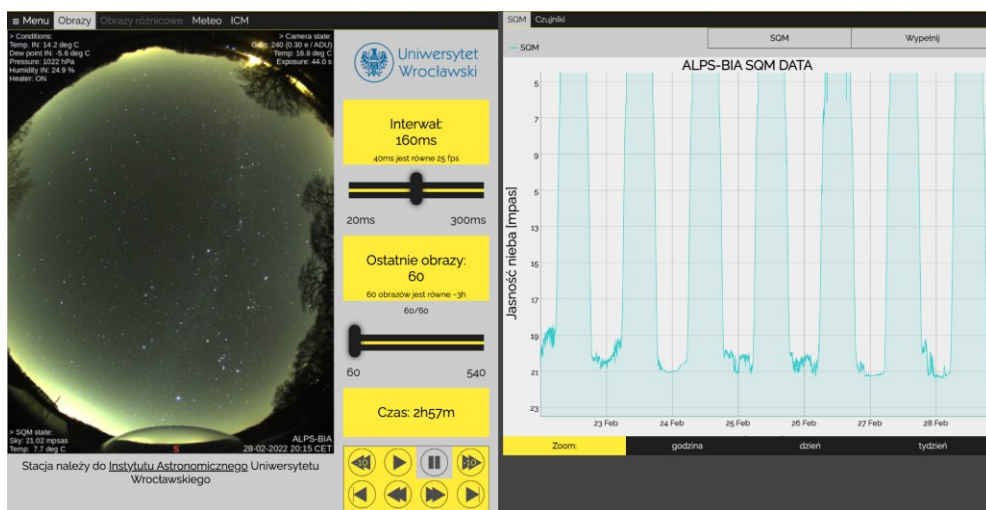 ≡ Menu Obrazy Obrazy różnicowe Meteo ICM
> Conditions:
Temp. IN: 14.2 deg C
Dew point IN: -5.6 deg C
Pressure: 1022 hPa
Humidity IN: 24.9 %
Heater: ON
> Camera state:
240 (0.30 e / ADU)
Temp: 16.8 deg C
Exposure: 44.0 s
> SQM state:
Sky: 21.02 mpsas
Temp: 7.7 deg C
S
ALPS-BIA
28-02-2022 20:15 CET
Stacja należy do Instytutu Astronomicznego Uniwersytetu
Wrocławskiego
Uniwersytet
Wrocławski
Interwał:
160ms
40ms jest równe 25 fps
20ms 300ms
Ostatnie obrazy:
60
60 obrazów jest równe ~3h
60/60
60 540
Czas: 2h57m
-10 -10
SQM Czujniki
SQM
SQM Wypełnij
ALPS-BIA SQM DATA
Jasność nieba [mpas]
5
7
9
5
13
15
17
19
21
23
23 Feb 24 Feb 25 Feb 26 Feb 27 Feb 28 Feb
Zoom: godzina dzień tydzień